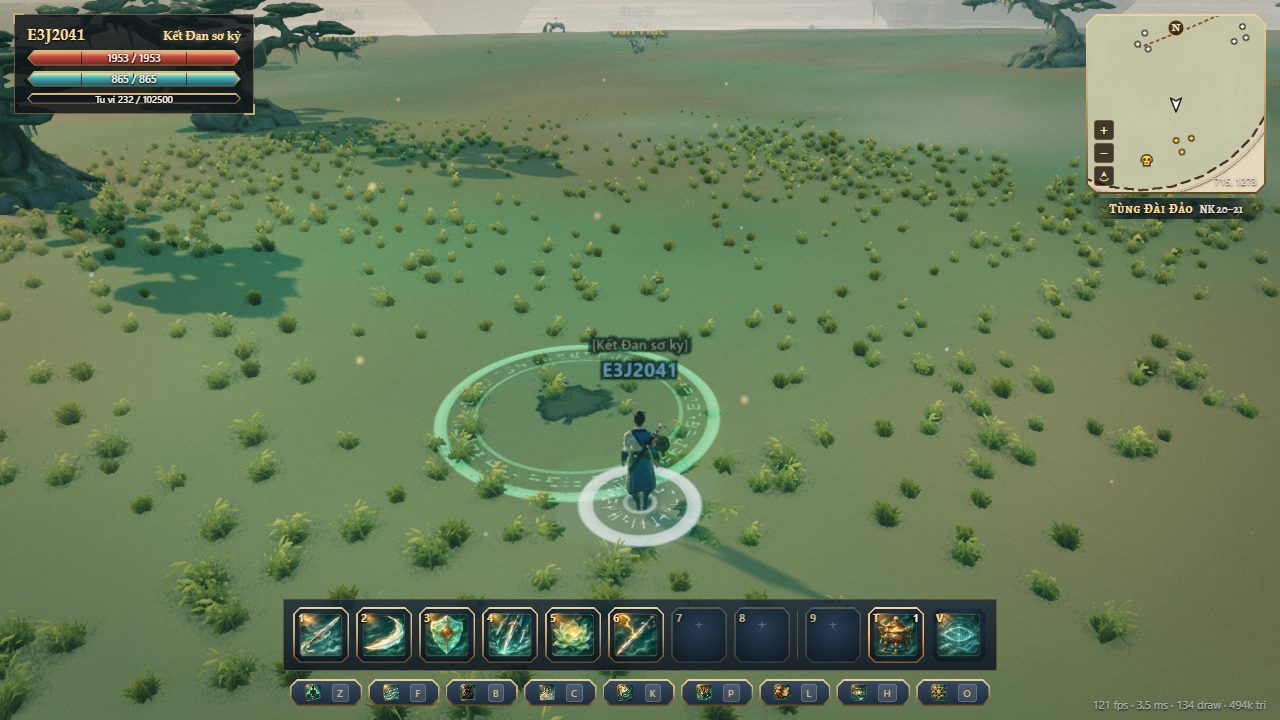 E3J2041
Kết Đan sơ kỳ
1953 / 1953
865 / 865
Tu vi 232 / 102500
N
+
−
715, 1273
Tùng Đài Đảo NK20-21
[Kết Đan sơ kỳ]
E3J2041
1 2 3 4 5 6 7 + 8 + 9 + T 1 V
Z F B C K P L H O
121 fps · 3.5 ms · 134 draw · 494k tri